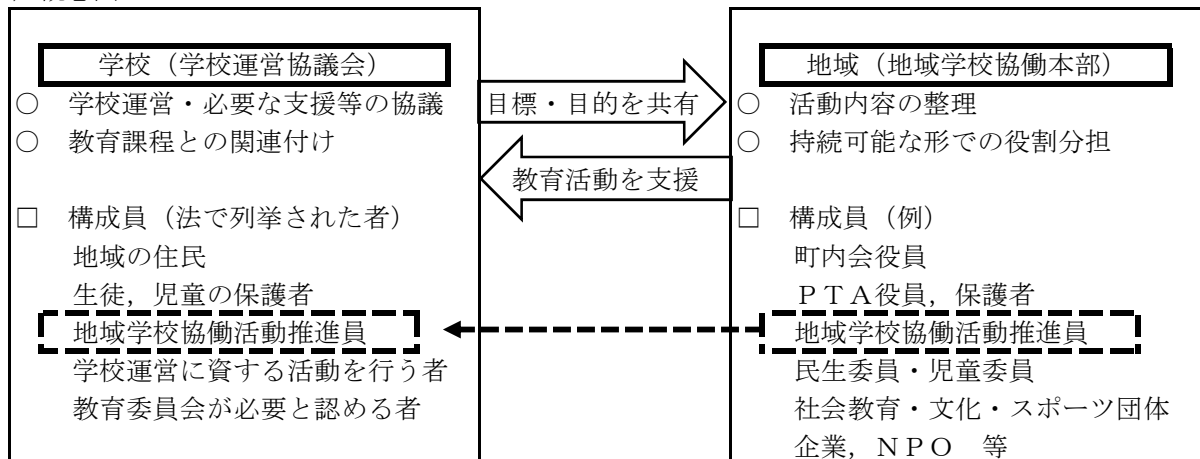 学校（学校運営協議会）
○　学校運営・必要な支援等の協議
○　教育課程との関連付け
□　構成員（法で列挙された者）
地域の住民
生徒，児童の保護者
地域学校協働活動推進員
学校運営に資する活動を行う者
教育委員会が必要と認める者
目標・目的を共有
教育活動を支援
地域（地域学校協働本部）
○　活動内容の整理
○　持続可能な形での役割分担
□　構成員（例）
町内会役員
ＰＴＡ役員，保護者
地域学校協働活動推進員
民生委員・児童委員
社会教育・文化・スポーツ団体
企業，ＮＰＯ　等